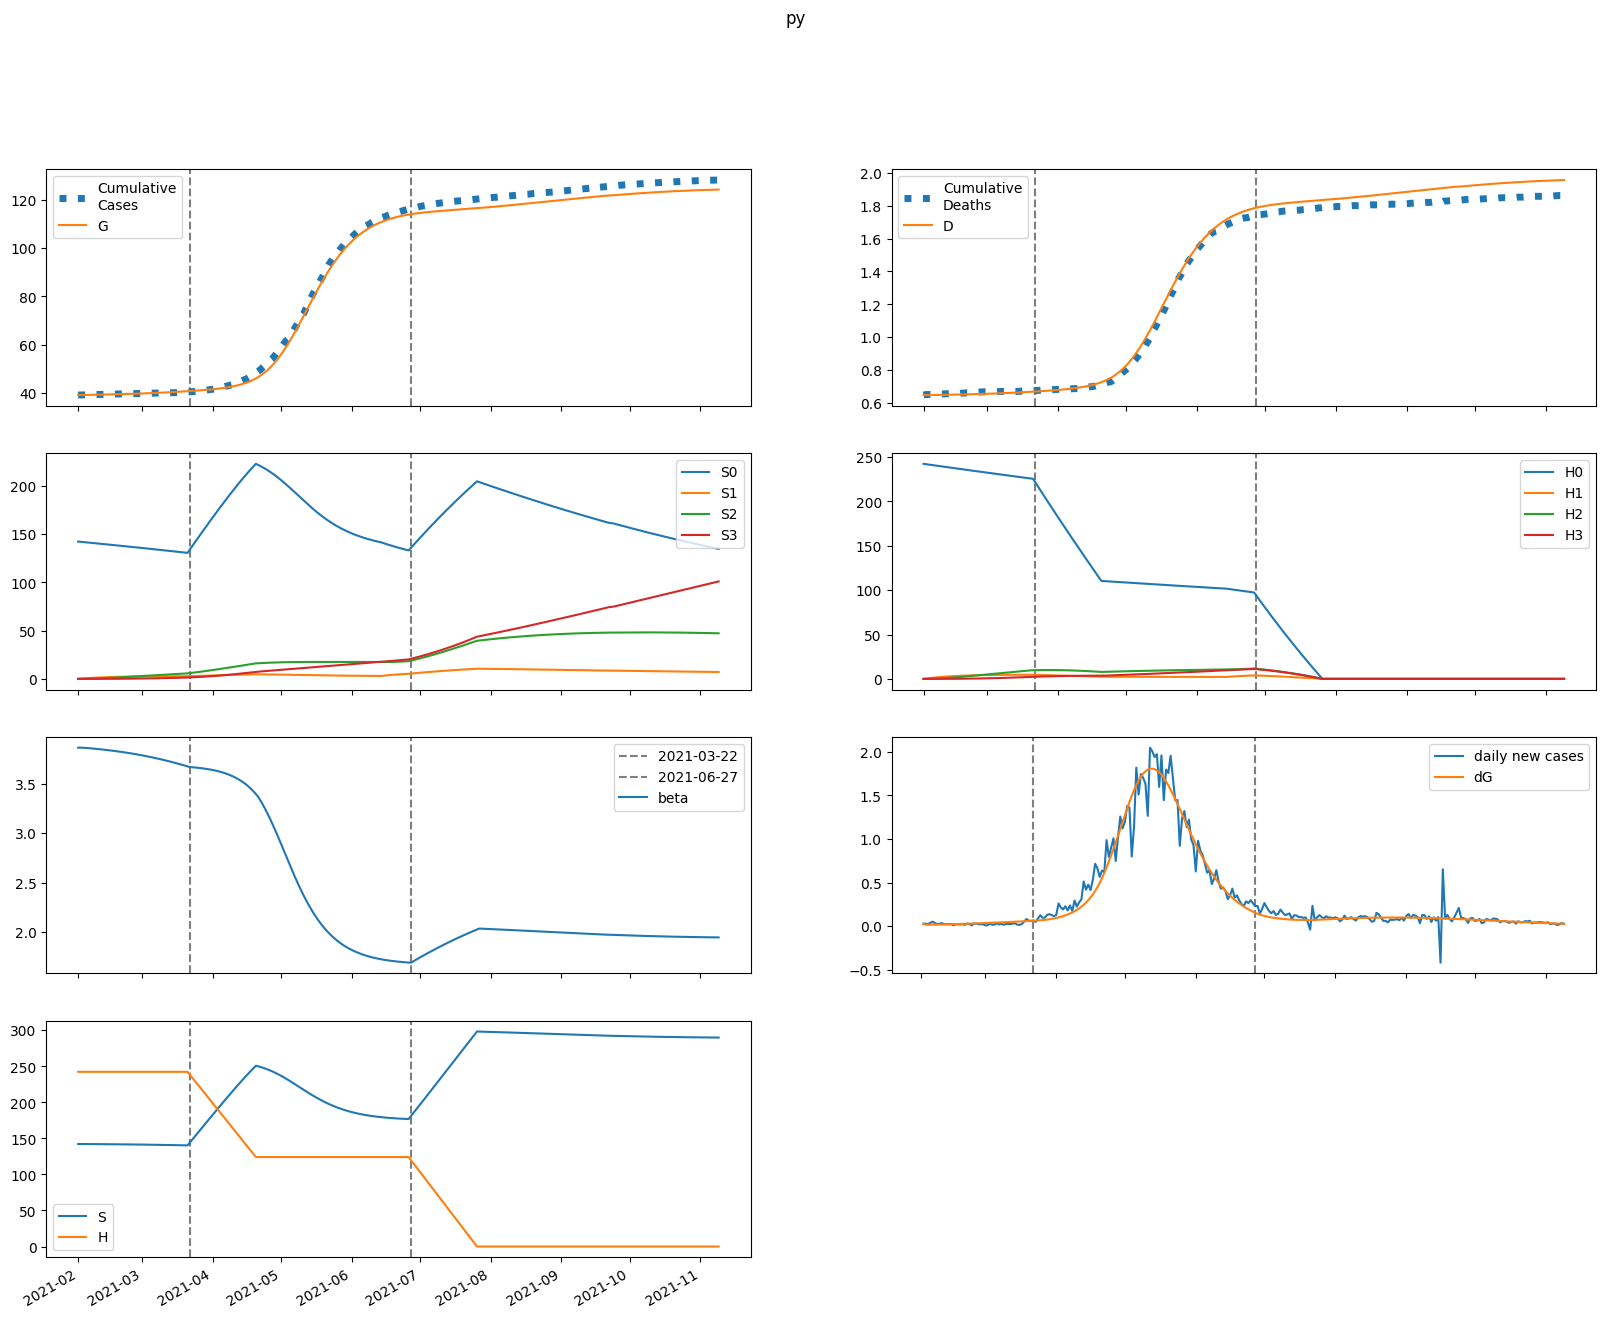 py
Cumulative
Cases
G
120
100
80
60
40
Cumulative
Deaths
D
2.0
1.8
1.6
1.4
1.2
1.0
0.8
0.6
S0
S1
S2
S3
200
150
100
50
0
H0
H1
H2
H3
250
200
150
100
50
0
2021-03-22
2021-06-27
beta
3.5
3.0
2.5
2.0
daily new cases
dG
2.0
1.5
1.0
0.5
0.0
−0.5
300
250
200
150
100
50
0
S
H
2021-02
2021-03
2021-04
2021-05
2021-06
2021-07
2021-08
2021-09
2021-10
2021-11